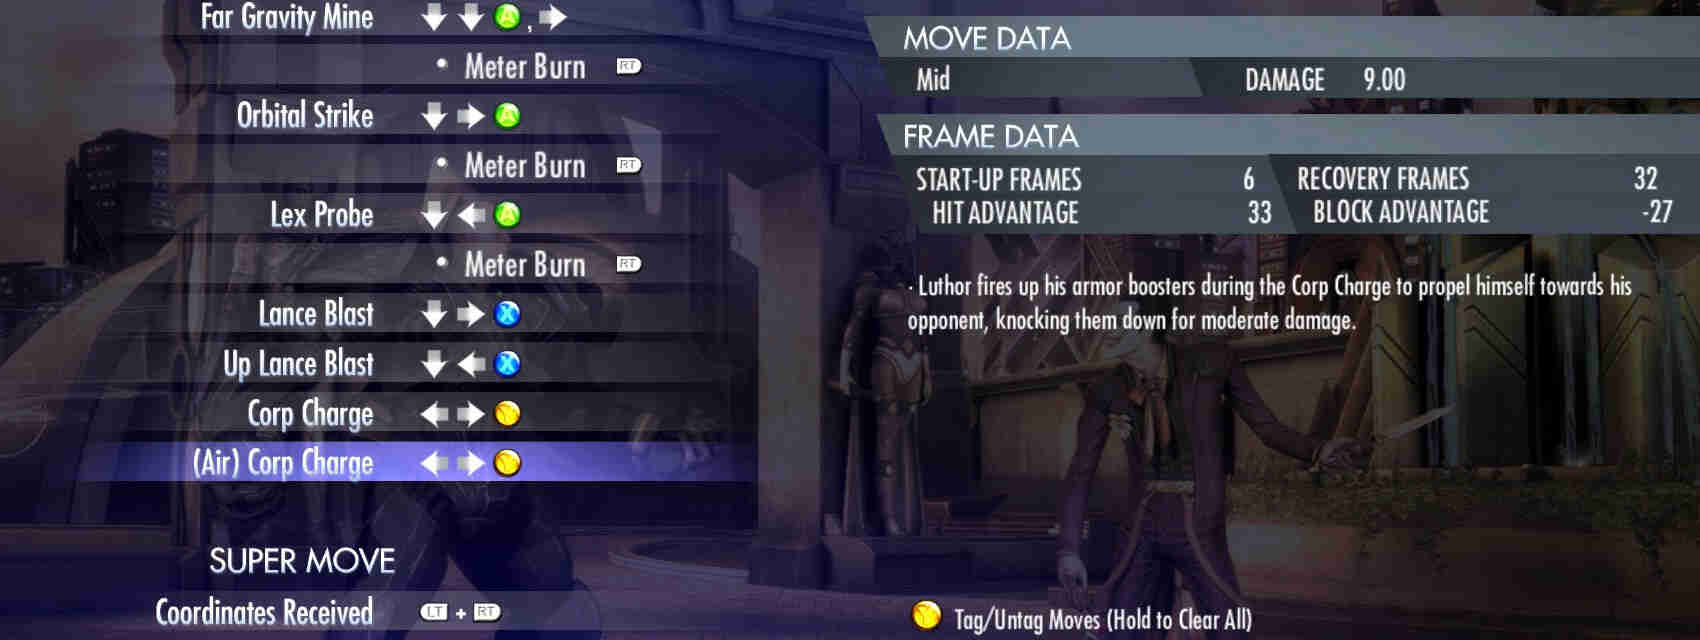 Far Gravity Mine A ,
• Meter Burn RT
Orbital Strike A
• Meter Burn RT
Lex Probe A
• Meter Burn RT
Lance Blast X
Up Lance Blast X
Corp Charge Y
(Air) Corp Charge Y
SUPER MOVE
Coordinates Received LT + RT
MOVE DATA
Mid DAMAGE 9.00
FRAME DATA
START-UP FRAMES 6 RECOVERY FRAMES 32
HIT ADVANTAGE 33 BLOCK ADVANTAGE -27
· Luthor fires up his armor boosters during the Corp Charge to propel himself towards his
opponent, knocking them down for moderate damage.
Y Tag/Untag Moves (Hold to Clear All)